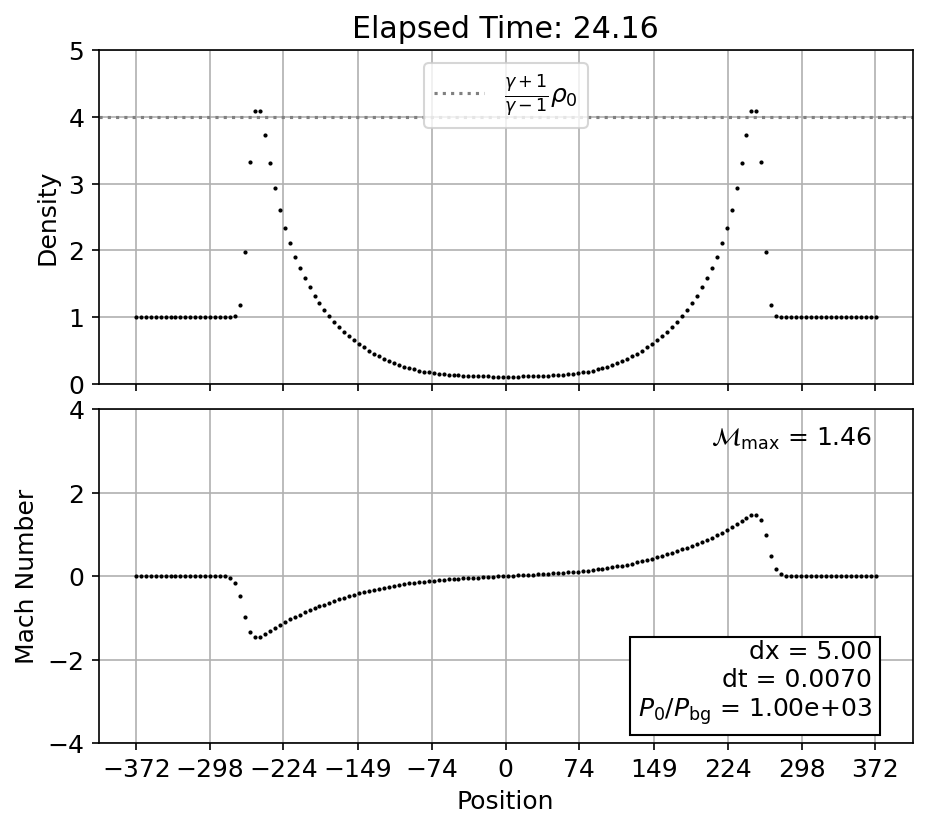 Elapsed Time: 24.16
5
4
3
2
1
0
Density
γ + 1
γ − 1 ρ₀
4
2
0
−2
−4
Mach Number
ℳmax = 1.46
dx = 5.00
dt = 0.0070
P₀/Pbg = 1.00e+03
−372 −298 −224 −149 −74 0 74 149 224 298 372
Position